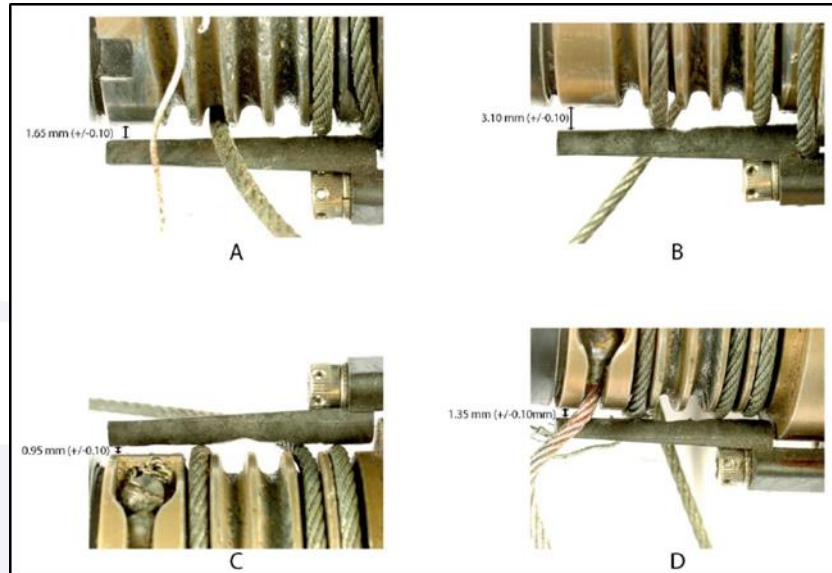 1.65 mm (+/-0.10)
A
3.10 mm (+/-0.10)
B
0.95 mm (+/-0.10)
C
1.35 mm (+/-0.10mm)
D